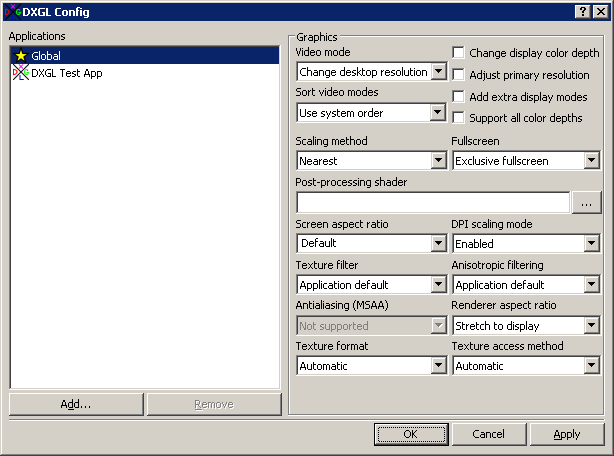 DXGL Config
Applications
Global
DXGL Test App
Add...
Remove
Graphics
Video mode
Change desktop resolution
Sort video modes
Use system order
Change display color depth
Adjust primary resolution
Add extra display modes
Support all color depths
Scaling method
Fullscreen
Nearest
Exclusive fullscreen
Post-processing shader
...
Screen aspect ratio
DPI scaling mode
Default
Enabled
Texture filter
Anisotropic filtering
Application default
Application default
Antialiasing (MSAA)
Renderer aspect ratio
Not supported
Stretch to display
Texture format
Texture access method
Automatic
Automatic
OK
Cancel
Apply